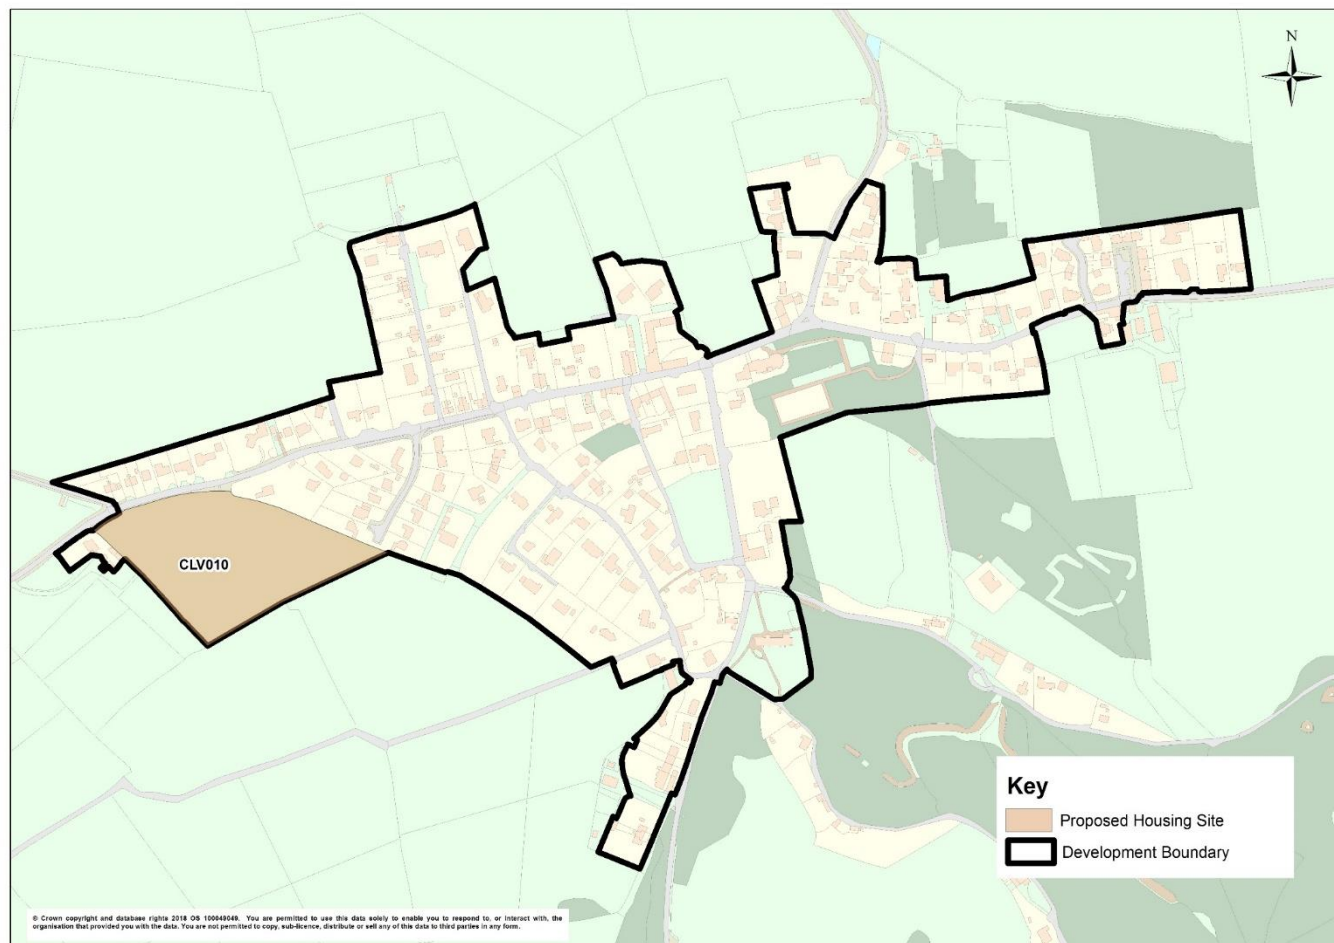 N
CLV010
Key
Proposed Housing Site
Development Boundary
© Crown copyright and database rights 2018 OS 100049049. You are permitted to use this data solely to enable you to respond to, or interact with, the
organisation that provided you with the data. You are not permitted to copy, sub-licence, distribute or sell any of this data to third parties in any form.